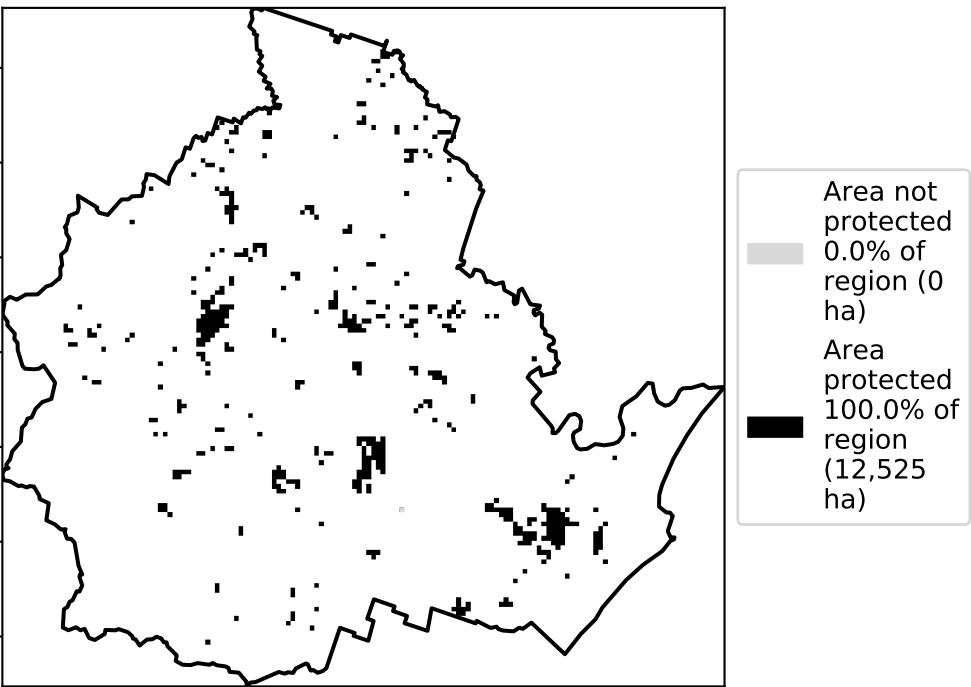 Area not
protected
0.0% of
region (0
ha)
Area
protected
100.0% of
region
(12,525
ha)